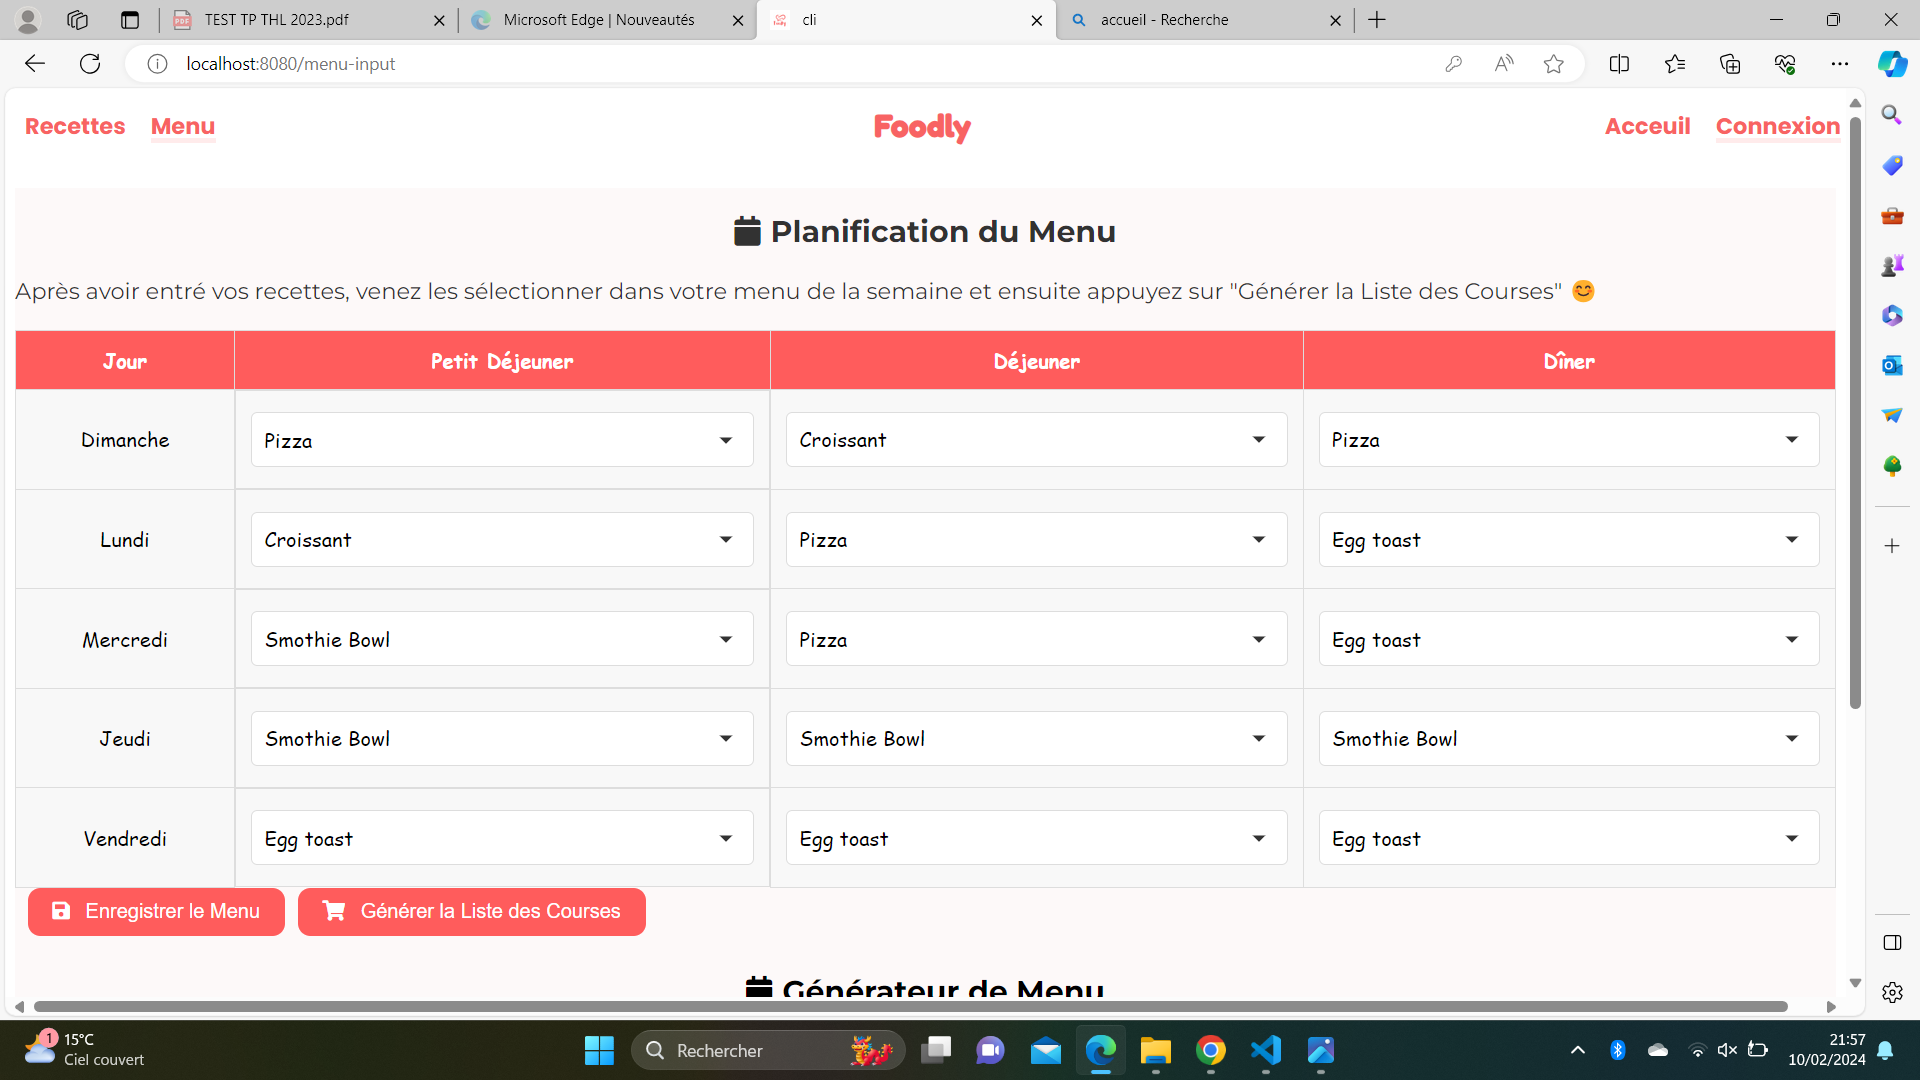 TEST TP THL 2023.pdf
Microsoft Edge | Nouveautés
cli
accueil - Recherche
localhost:8080/menu-input
Recettes Menu Foodly Acceuil Connexion
Planification du Menu
Après avoir entré vos recettes, venez les sélectionner dans votre menu de la semaine et ensuite appuyez sur "Générer la Liste des Courses" 😊
Jour Petit Déjeuner Déjeuner Dîner
Dimanche Pizza Croissant Pizza
Lundi Croissant Pizza Egg toast
Mercredi Smothie Bowl Pizza Egg toast
Jeudi Smothie Bowl Smothie Bowl Smothie Bowl
Vendredi Egg toast Egg toast Egg toast
Enregistrer le Menu Générer la Liste des Courses
Générateur de Menu
1 15°C
Ciel couvert
Rechercher
21:57
10/02/2024